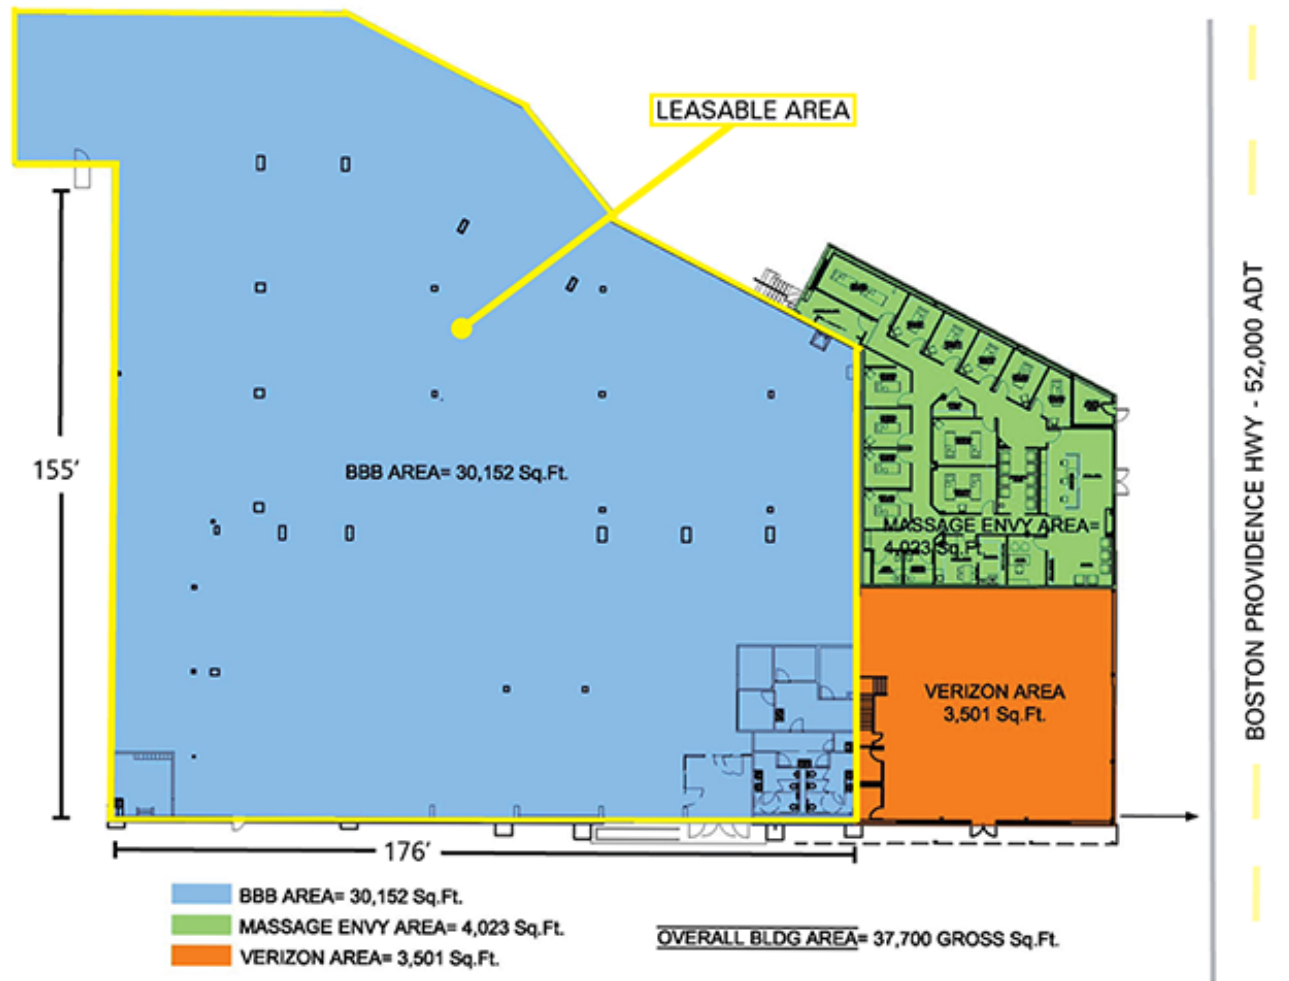 LEASABLE AREA
BOSTON PROVIDENCE HWY - 52,000 ADT
155'
BBB AREA= 30,152 Sq.Ft.
MASSAGE ENVY AREA=
4,023 Sq.Ft.
VERIZON AREA
3,501 Sq.Ft.
176'
BBB AREA= 30,152 Sq.Ft.
MASSAGE ENVY AREA= 4,023 Sq.Ft.
VERIZON AREA= 3,501 Sq.Ft.
OVERALL BLDG AREA= 37,700 GROSS Sq.Ft.